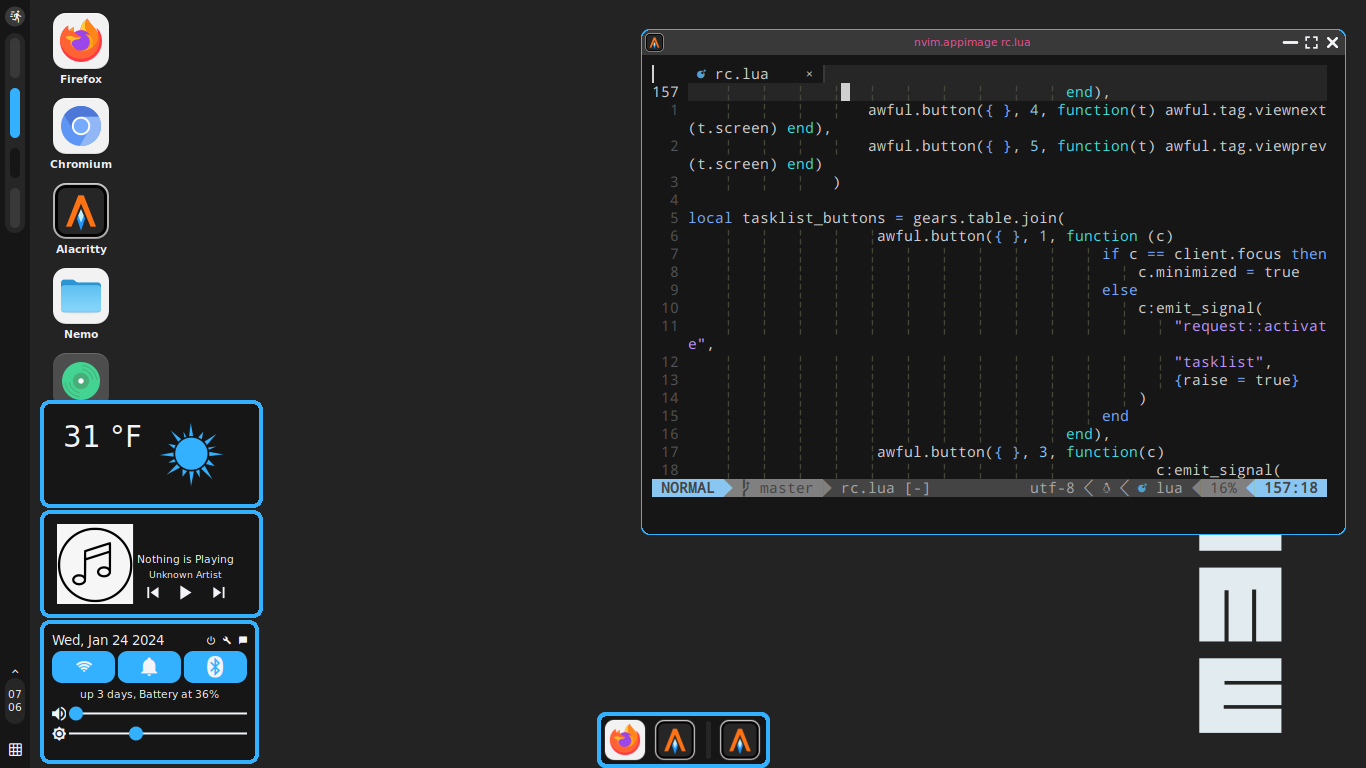 Firefox
Chromium
Alacritty
Nemo
31 °F
Nothing is Playing
Unknown Artist
Wed, Jan 24 2024
up 3 days, Battery at 36%
07
06
nvim.appimage rc.lua
rc.lua ×
157 end),
1 awful.button({ }, 4, function(t) awful.tag.viewnext
(t.screen) end),
2 awful.button({ }, 5, function(t) awful.tag.viewprev
(t.screen) end)
3 )
4
5 local tasklist_buttons = gears.table.join(
6 awful.button({ }, 1, function (c)
7 if c == client.focus then
8 c.minimized = true
9 else
10 c:emit_signal(
11 "request::activat
e",
12 "tasklist",
13 {raise = true}
14 )
15 end
16 end),
17 awful.button({ }, 3, function(c)
18 c:emit_signal(
NORMAL master rc.lua [-] utf-8 lua 16% 157:18